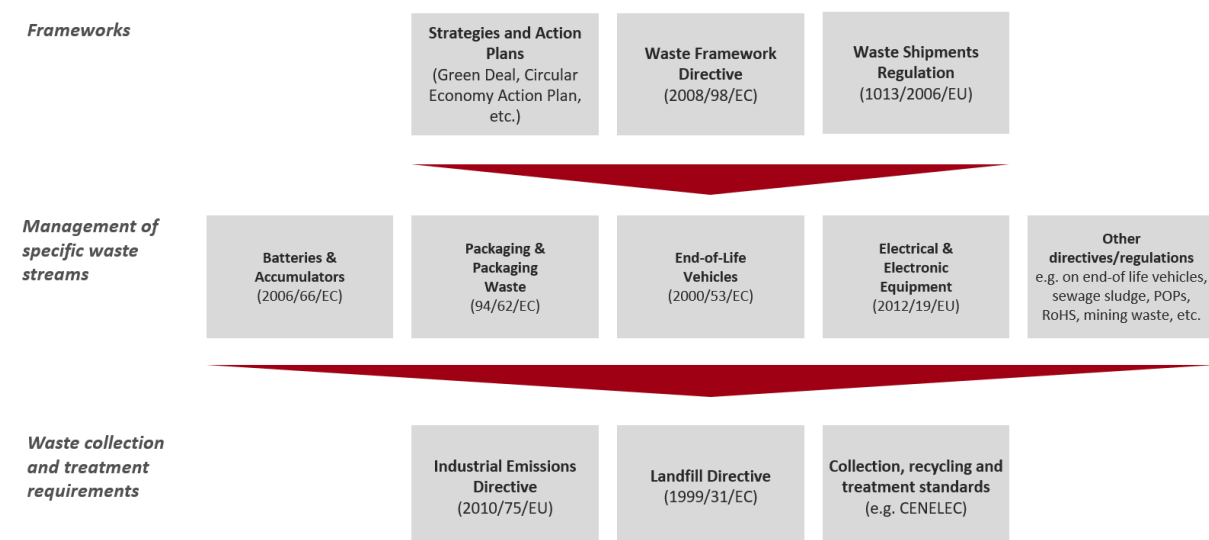 Frameworks
Strategies and Action
Plans
(Green Deal, Circular
Economy Action Plan,
etc.)
Waste Framework
Directive
(2008/98/EC)
Waste Shipments
Regulation
(1013/2006/EU)
Management of
specific waste
streams
Batteries &
Accumulators
(2006/66/EC)
Packaging &
Packaging
Waste
(94/62/EC)
End-of-Life
Vehicles
(2000/53/EC)
Electrical &
Electronic
Equipment
(2012/19/EU)
Other
directives/regulations
e.g. on end-of life vehicles,
sewage sludge, POPs,
RoHS, mining waste, etc.
Waste collection
and treatment
requirements
Industrial Emissions
Directive
(2010/75/EU)
Landfill Directive
(1999/31/EC)
Collection, recycling and
treatment standards
(e.g. CENELEC)